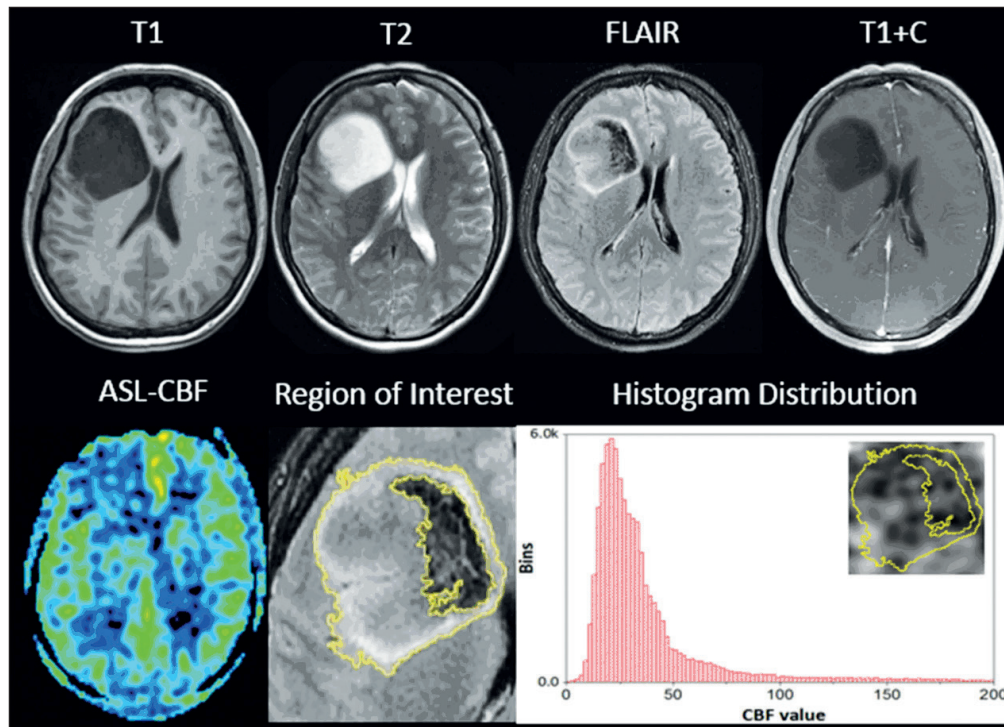 T1 T2 FLAIR T1+C
ASL-CBF Region of Interest Histogram Distribution
6.0k
Bins
0.0
0 50 100 150 200
CBF value